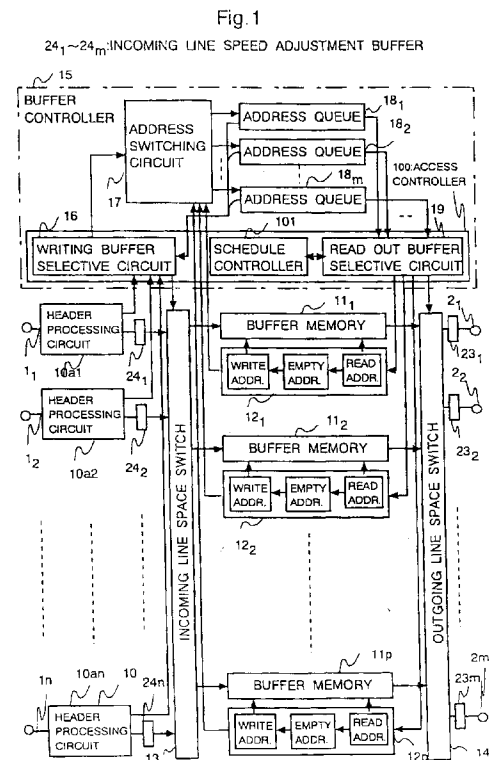 Fig.1
24₁~24ₘ:INCOMING LINE SPEED ADJUSTMENT BUFFER
15
BUFFER
CONTROLLER
ADDRESS
SWITCHING
CIRCUIT
17
ADDRESS QUEUE
18₁
ADDRESS QUEUE
18₂
ADDRESS QUEUE
18ₘ
100:ACCESS
CONTROLLER
16
101
19
WRITING BUFFER
SELECTIVE CIRCUIT
SCHEDULE
CONTROLLER
READ OUT BUFFER
SELECTIVE CIRCUIT
HEADER
PROCESSING
CIRCUIT
1₁
10a1
24₁
HEADER
PROCESSING
CIRCUIT
1₂
10a2
24₂
INCOMING LINE SPACE SWITCH
11₁
BUFFER MEMORY
WRITE
ADDR.
EMPTY
ADDR.
READ
ADDR.
12₁
11₂
BUFFER MEMORY
WRITE
ADDR.
EMPTY
ADDR.
READ
ADDR.
12₂
OUTGOING LINE SPACE SWITCH
2₁
23₁
2₂
23₂
10an
10
24n
1n
HEADER
PROCESSING
CIRCUIT
13
11p
BUFFER MEMORY
WRITE
ADDR.
EMPTY
ADDR.
READ
ADDR.
12p
23m
2m
14